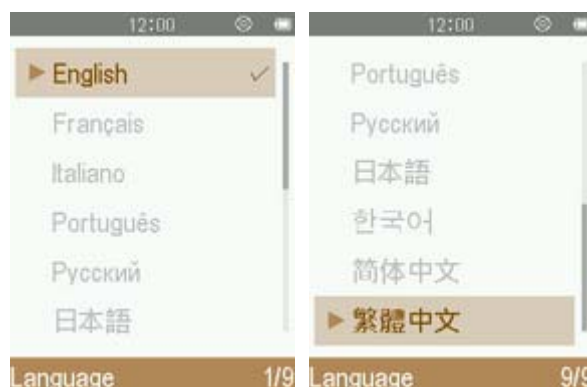 12:00
English
Français
Italiano
Português
Русский
日本語
Language 1/9
12:00
Português
Русский
日本語
한국어
简体中文
繁體中文
Language 9/9